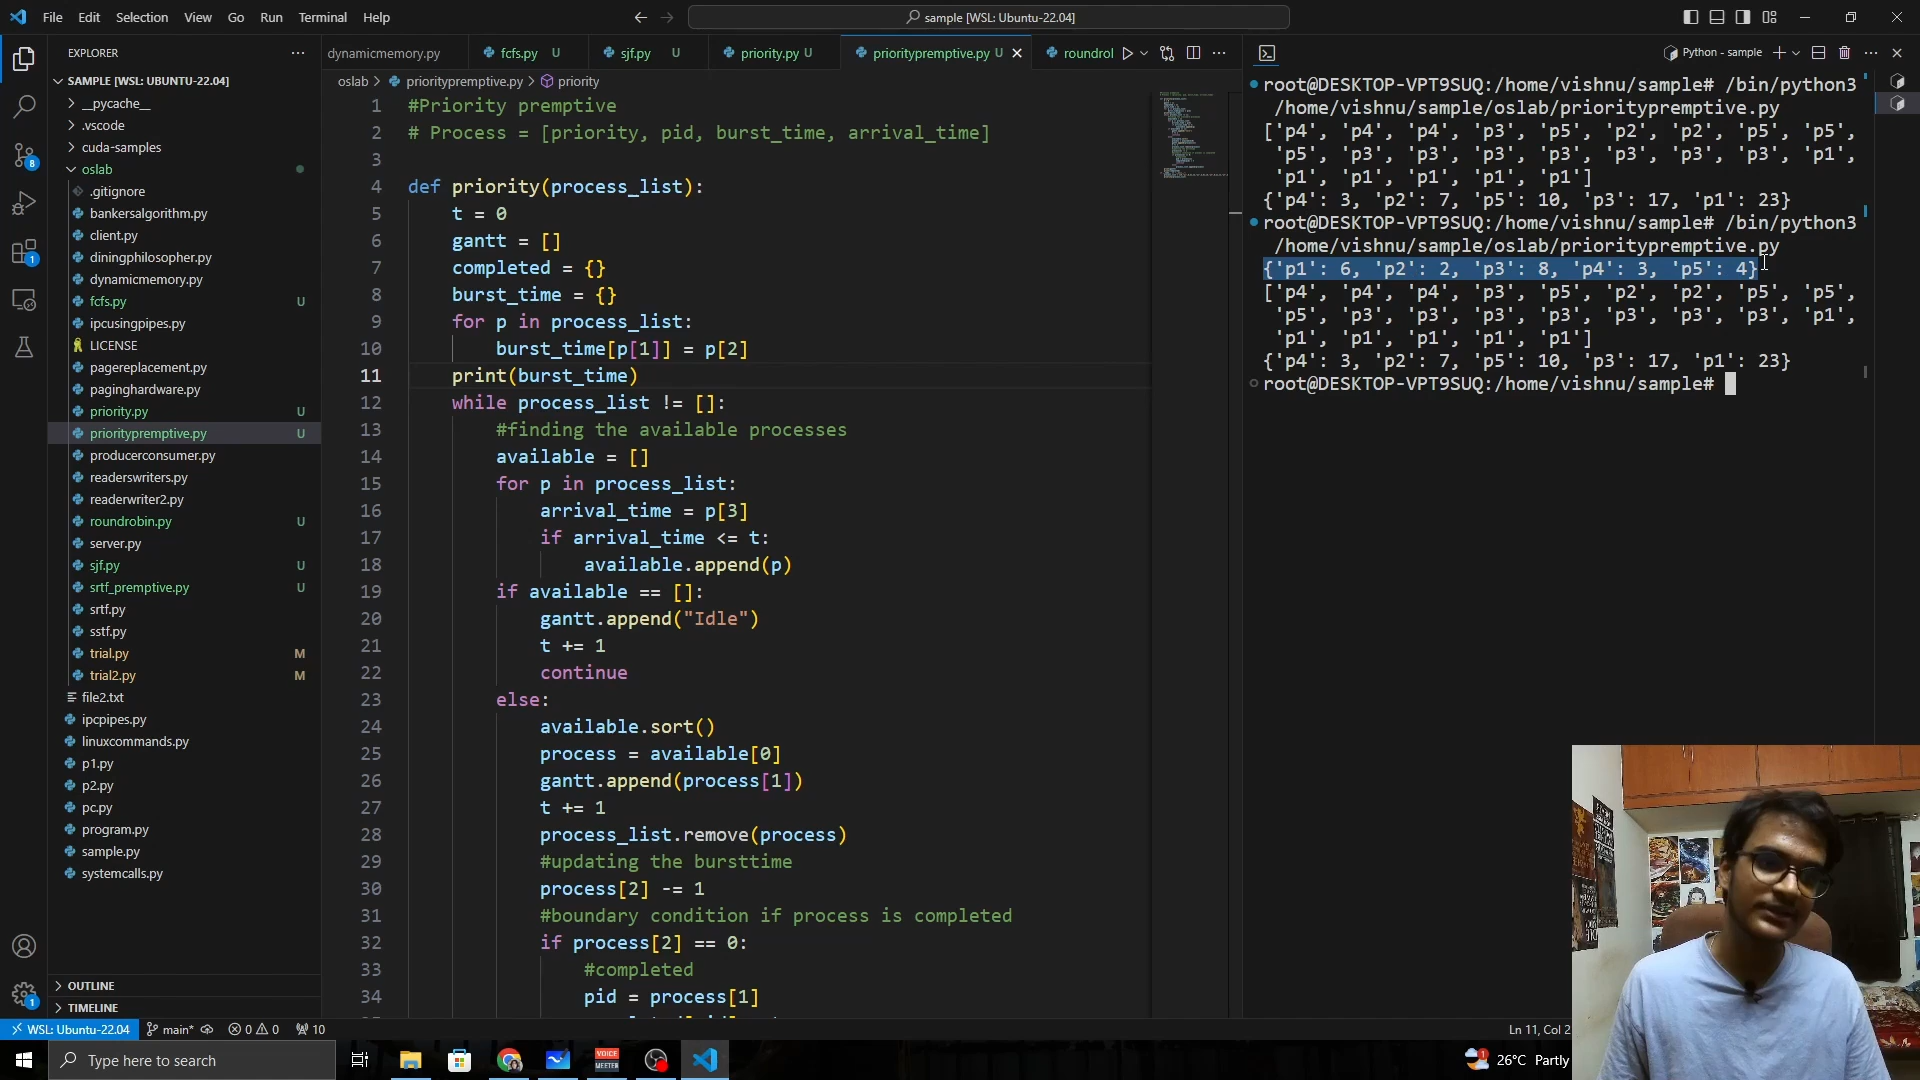 File Edit Selection View Go Run Terminal Help
sample [WSL: Ubuntu-22.04]
EXPLORER
SAMPLE [WSL: UBUNTU-22.04]
__pycache__
.vscode
cuda-samples
oslab
.gitignore
bankersalgorithm.py
client.py
diningphilosopher.py
dynamicmemory.py
fcfs.py U
ipcusingpipes.py
LICENSE
pagereplacement.py
paginghardware.py
priority.py U
prioritypremptive.py U
producerconsumer.py
readerswriters.py
readerwriter2.py
roundrobin.py U
server.py
sjf.py U
srtf_premptive.py U
srtf.py
sstf.py
trial.py M
trial2.py M
file2.txt
ipcpipes.py
linuxcommands.py
p1.py
p2.py
pc.py
program.py
sample.py
systemcalls.py
OUTLINE
TIMELINE
8
1
1
dynamicmemory.py fcfs.py U sjf.py U priority.py U prioritypremptive.py U roundrol
oslab > prioritypremptive.py > priority
1 #Priority premptive
2 # Process = [priority, pid, burst_time, arrival_time]
3
4 def priority(process_list):
5 t = 0
6 gantt = []
7 completed = {}
8 burst_time = {}
9 for p in process_list:
10 burst_time[p[1]] = p[2]
11 print(burst_time)
12 while process_list != []:
13 #finding the available processes
14 available = []
15 for p in process_list:
16 arrival_time = p[3]
17 if arrival_time <= t:
18 available.append(p)
19 if available == []:
20 gantt.append("Idle")
21 t += 1
22 continue
23 else:
24 available.sort()
25 process = available[0]
26 gantt.append(process[1])
27 t += 1
28 process_list.remove(process)
29 #updating the bursttime
30 process[2] -= 1
31 #boundary condition if process is completed
32 if process[2] == 0:
33 #completed
34 pid = process[1]
Python - sample
root@DESKTOP-VPT9SUQ:/home/vishnu/sample# /bin/python3
/home/vishnu/sample/oslab/prioritypremptive.py
['p4', 'p4', 'p4', 'p3', 'p5', 'p2', 'p2', 'p5', 'p5',
'p5', 'p3', 'p3', 'p3', 'p3', 'p3', 'p3', 'p3', 'p1',
'p1', 'p1', 'p1', 'p1', 'p1']
{'p4': 3, 'p2': 7, 'p5': 10, 'p3': 17, 'p1': 23}
root@DESKTOP-VPT9SUQ:/home/vishnu/sample# /bin/python3
/home/vishnu/sample/oslab/prioritypremptive.py
{'p1': 6, 'p2': 2, 'p3': 8, 'p4': 3, 'p5': 4}
['p4', 'p4', 'p4', 'p3', 'p5', 'p2', 'p2', 'p5', 'p5',
'p5', 'p3', 'p3', 'p3', 'p3', 'p3', 'p3', 'p3', 'p1',
'p1', 'p1', 'p1', 'p1', 'p1']
{'p4': 3, 'p2': 7, 'p5': 10, 'p3': 17, 'p1': 23}
root@DESKTOP-VPT9SUQ:/home/vishnu/sample#
WSL: Ubuntu-22.04 main* 0 0 10 Ln 11, Col 2
Type here to search
VOICE
MEETER
1
26°C Partly